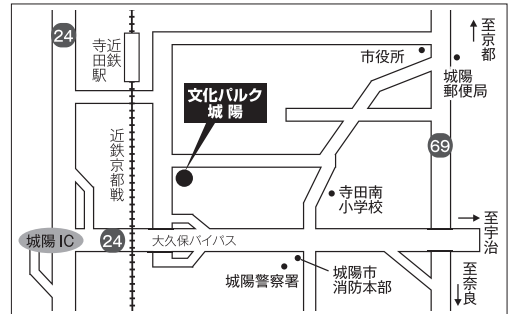 24
近鉄
寺田駅
市役所
至京都
城陽
郵便局
文化パルク
城陽
近鉄京都戦
69
寺田南
小学校
至宇治
城陽IC
24
大久保バイパス
城陽警察署
城陽市
消防本部
至奈良